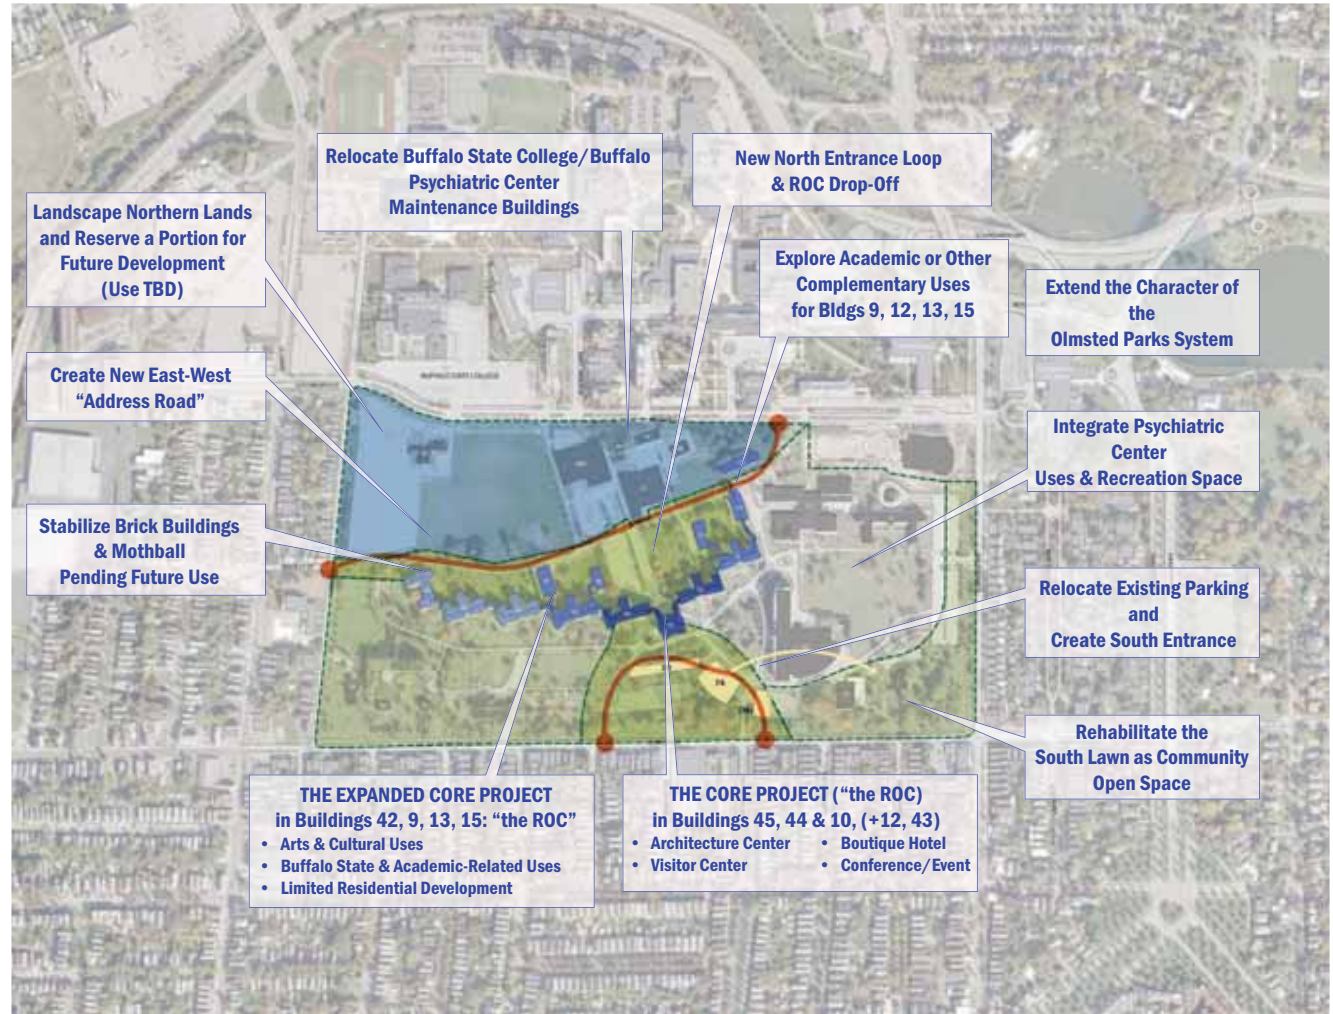 Relocate Buffalo State College/Buffalo
Psychiatric Center
Maintenance Buildings
New North Entrance Loop
& ROC Drop-Off
Landscape Northern Lands
and Reserve a Portion for
Future Development
(Use TBD)
Explore Academic or Other
Complementary Uses
for Bldgs 9, 12, 13, 15
Extend the Character of
the
Olmsted Parks System
Create New East-West
“Address Road”
BUFFALO STATE COLLEGE
Integrate Psychiatric
Center
Uses & Recreation Space
Stabilize Brick Buildings
& Mothball
Pending Future Use
Relocate Existing Parking
and
Create South Entrance
Rehabilitate the
South Lawn as Community
Open Space
THE EXPANDED CORE PROJECT
in Buildings 42, 9, 13, 15: “the ROC”
• Arts & Cultural Uses
• Buffalo State & Academic-Related Uses
• Limited Residential Development
THE CORE PROJECT (“the ROC)
in Buildings 45, 44 & 10, (+12, 43)
• Architecture Center
• Visitor Center
• Boutique Hotel
• Conference/Event